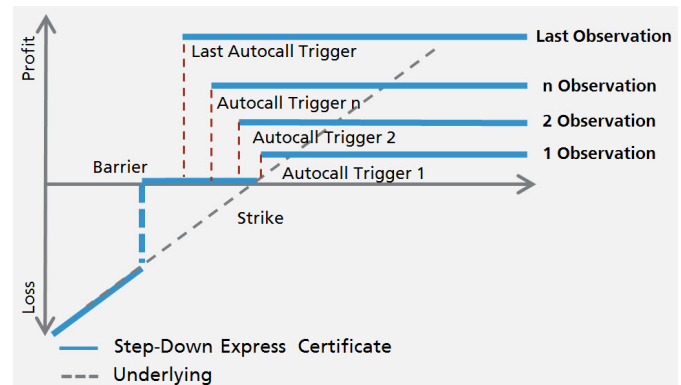 Profit
Last Autocall Trigger
Last Observation
Autocall Trigger n
n Observation
Autocall Trigger 2
2 Observation
Barrier
1 Observation
Autocall Trigger 1
Strike
Loss
Step-Down Express Certificate
Underlying